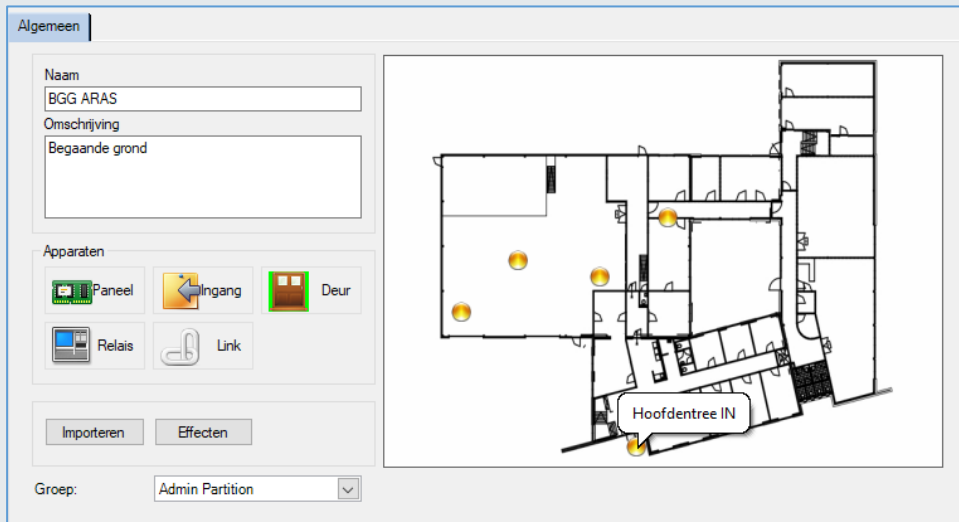 Algemeen
Naam
BGG ARAS
Omschrijving
Begaande grond
Apparaten
Paneel
Ingang
Deur
Relais
Link
Importeren
Effecten
Groep:
Admin Partition
Hoofdentree IN